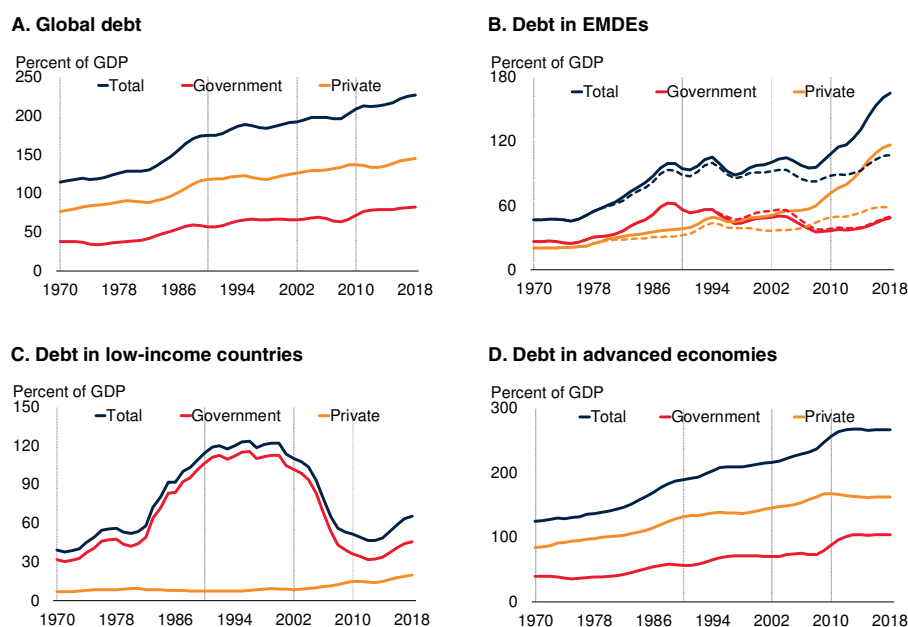 A. Global debt
Percent of GDP
250
200
150
100
50
0
Total Government Private
1970 1978 1986 1994 2002 2010 2018
B. Debt in EMDEs
Percent of GDP
180
120
60
0
Total Government Private
1970 1978 1986 1994 2002 2010 2018
C. Debt in low-income countries
Percent of GDP
150
120
90
60
30
0
Total Government Private
1970 1978 1986 1994 2002 2010 2018
D. Debt in advanced economies
Percent of GDP
300
200
100
0
Total Government Private
1970 1978 1986 1994 2002 2010 2018